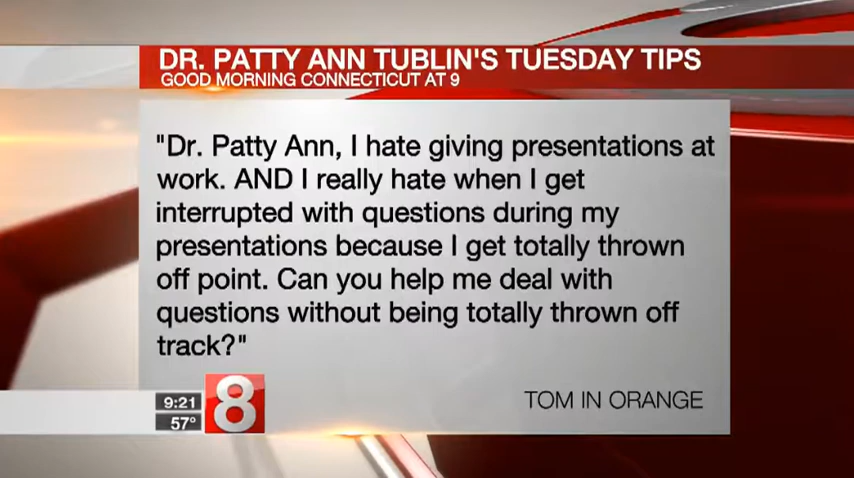 DR. PATTY ANN TUBLIN'S TUESDAY TIPS
GOOD MORNING CONNECTICUT AT 9
"Dr. Patty Ann, I hate giving presentations at
work. AND I really hate when I get
interrupted with questions during my
presentations because I get totally thrown
off point. Can you help me deal with
questions without being totally thrown off
track?"
TOM IN ORANGE
9:21
57°
8